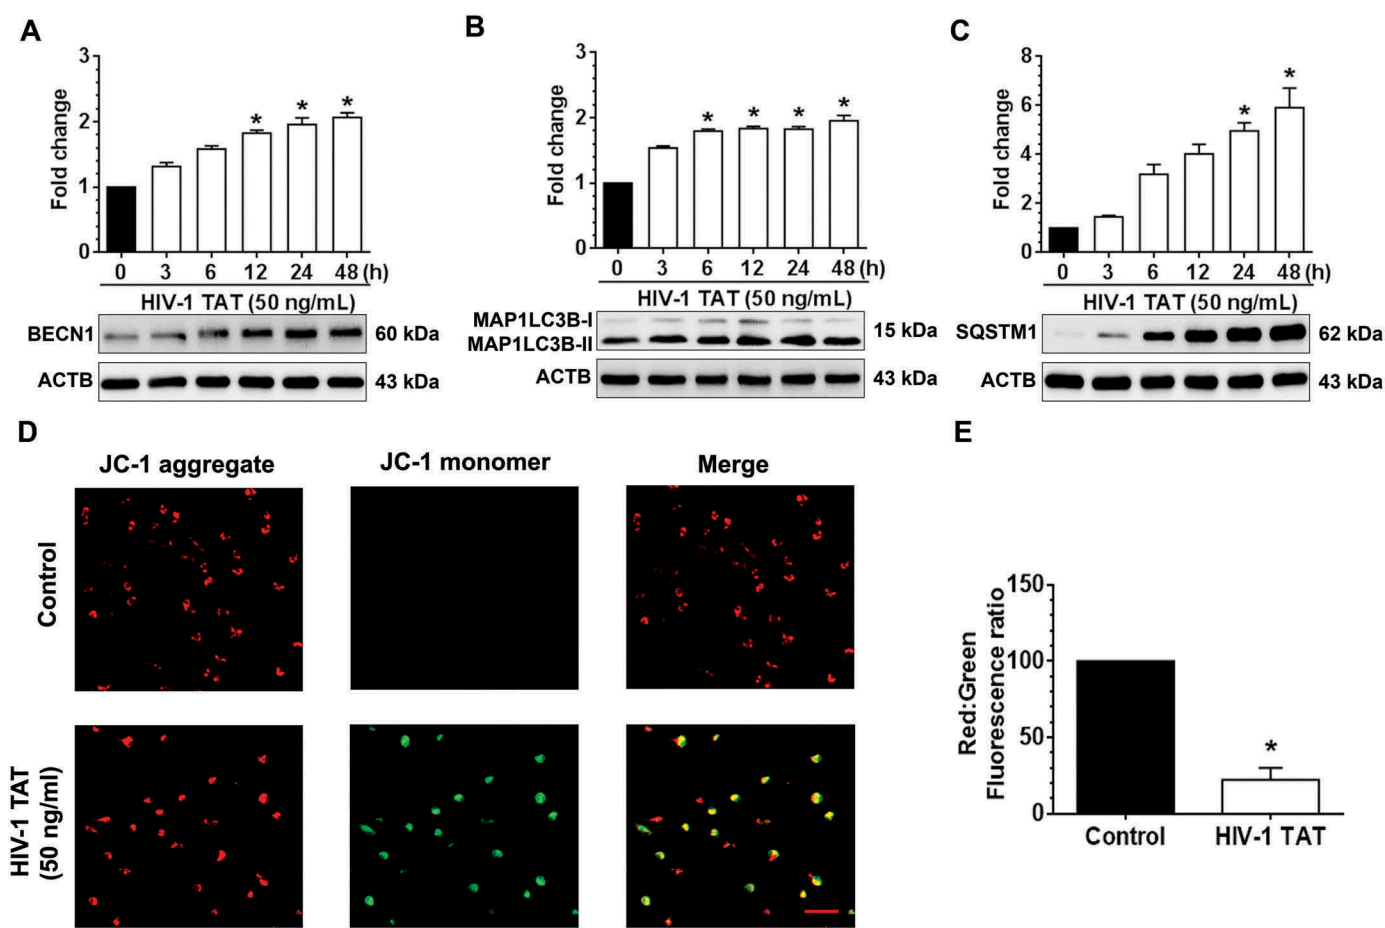 A
3
2
1
0
Fold change
*
*
*
0 3 6 12 24 48 (h)
HIV-1 TAT (50 ng/mL)
BECN1 60 kDa
ACTB 43 kDa
B
3
2
1
0
Fold change
*
*
*
*
0 3 6 12 24 48 (h)
HIV-1 TAT (50 ng/mL)
MAP1LC3B-I
MAP1LC3B-II
15 kDa
ACTB 43 kDa
C
8
6
4
2
0
Fold change
*
*
0 3 6 12 24 48 (h)
HIV-1 TAT (50 ng/mL)
SQSTM1 62 kDa
ACTB 43 kDa
D
JC-1 aggregate JC-1 monomer Merge
Control
HIV-1 TAT
(50 ng/ml)
E
150
100
50
0
Red:Green
Fluorescence ratio
*
Control HIV-1 TAT